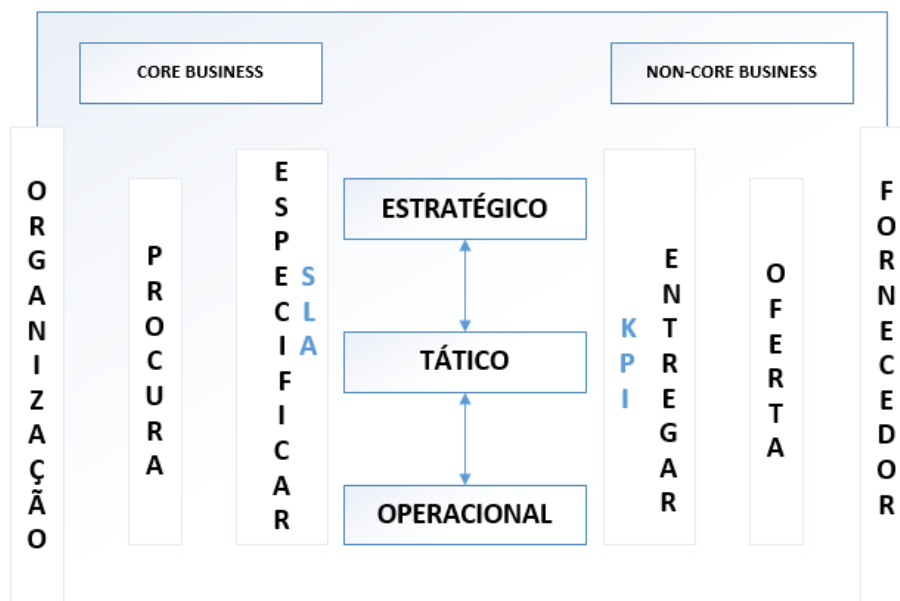 CORE BUSINESS
NON-CORE BUSINESS
ORGANIZAÇÃO
PROCURA
ESPECIFICAR
SLA
ESTRATÉGICO
TÁTICO
OPERACIONAL
KPI
ENTREGAR
OFERTA
FORNECEDOR